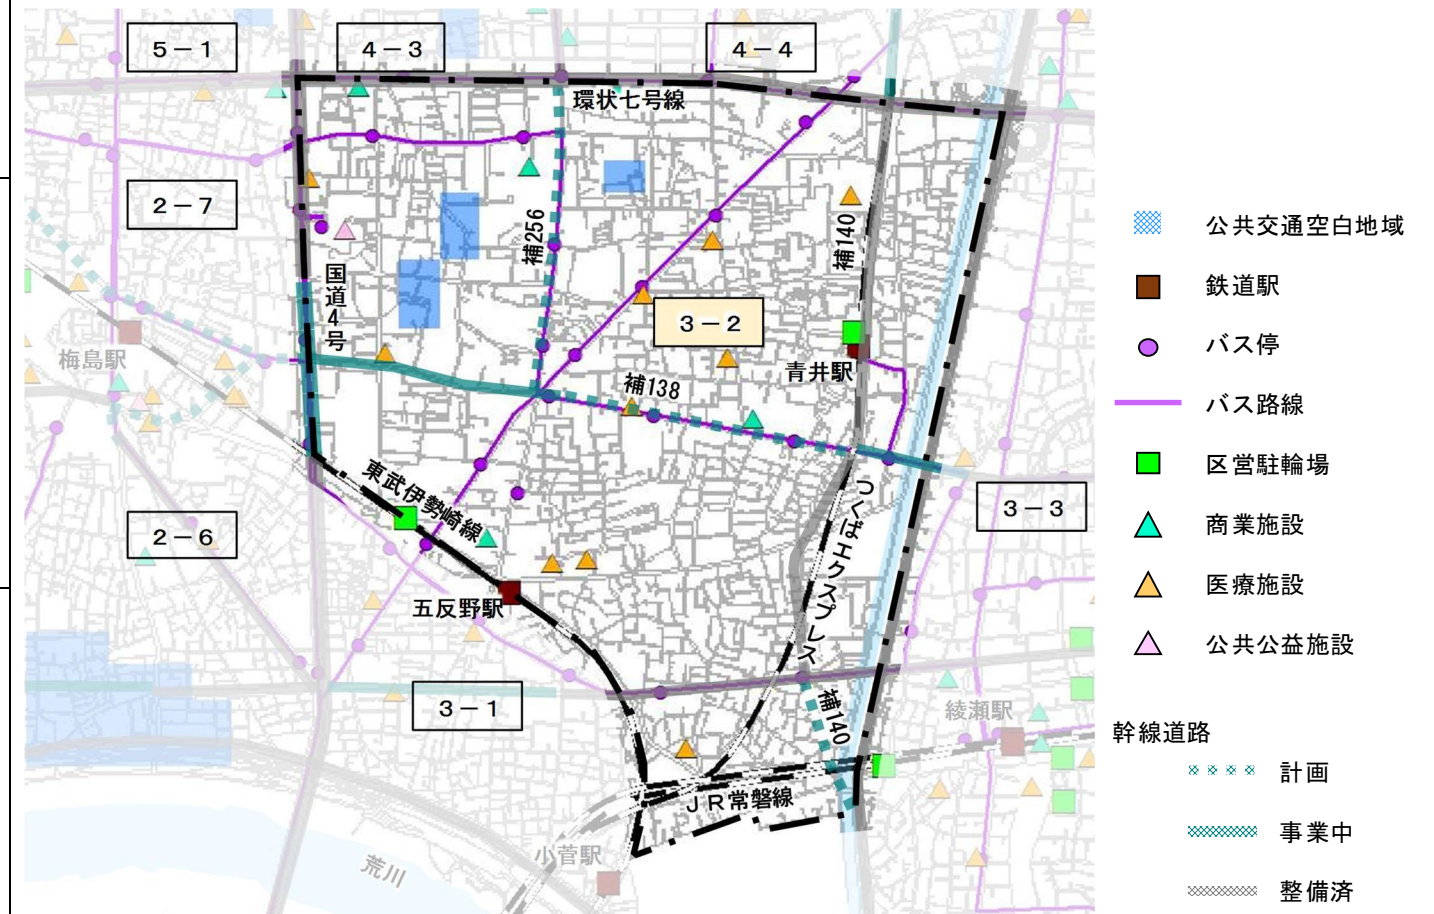 5－1
4－3
4－4
環状七号線
2－7
補256
補140
国道4号
3－2
梅島駅
青井駅
補138
東武伊勢崎線
つくばエクスプレス
3－3
2－6
五反野駅
3－1
補140
綾瀬駅
JR常磐線
小菅駅
荒川
公共交通空白地域
鉄道駅
バス停
バス路線
区営駐輪場
商業施設
医療施設
公共公益施設
幹線道路
計画
事業中
整備済